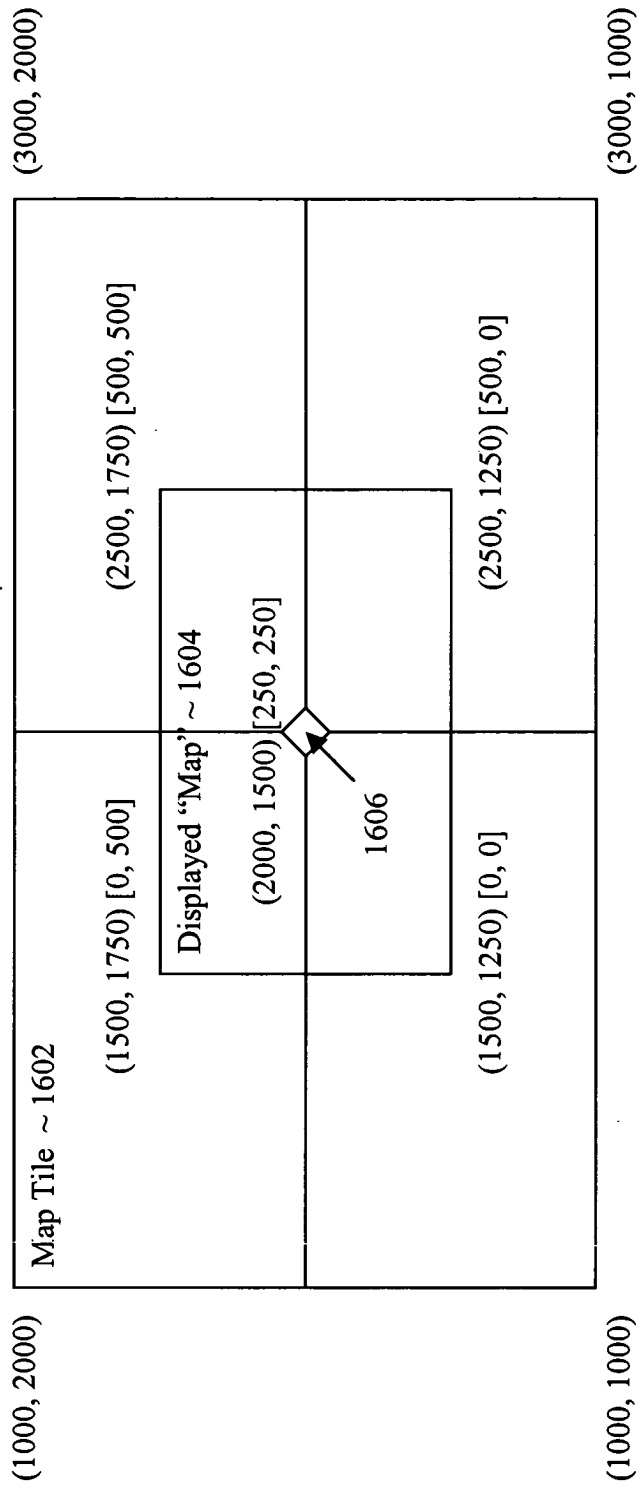 (1000, 2000)
(3000, 2000)
Map Tile ~ 1602
(1500, 1750) [0, 500]
(2500, 1750) [500, 500]
Displayed “Map” ~ 1604
(2000, 1500) [250, 250]
1606
(1500, 1250) [0, 0]
(2500, 1250) [500, 0]
(1000, 1000)
(3000, 1000)